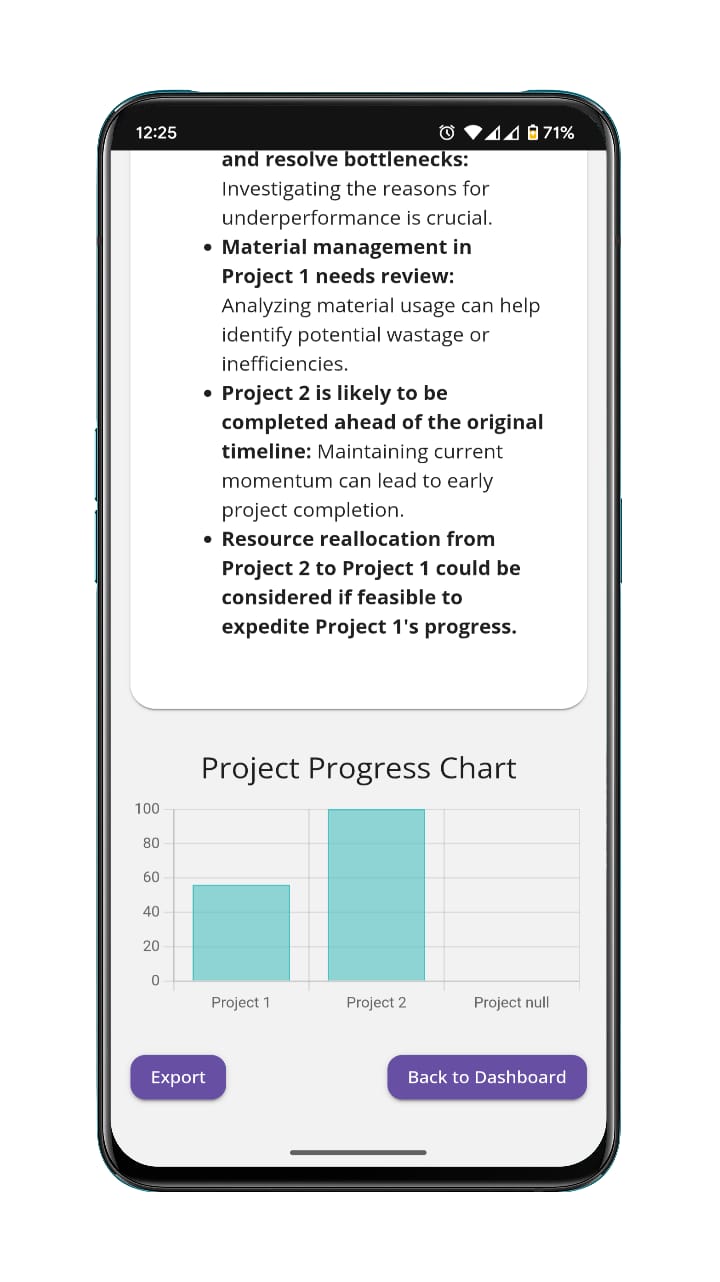 12:25
71%
and resolve bottlenecks:
Investigating the reasons for
underperformance is crucial.
Material management in
Project 1 needs review:
Analyzing material usage can help
identify potential wastage or
inefficiencies.
Project 2 is likely to be
completed ahead of the original
timeline: Maintaining current
momentum can lead to early
project completion.
Resource reallocation from
Project 2 to Project 1 could be
considered if feasible to
expedite Project 1's progress.
Project Progress Chart
100
80
60
40
20
0
Project 1 Project 2 Project null
Export Back to Dashboard